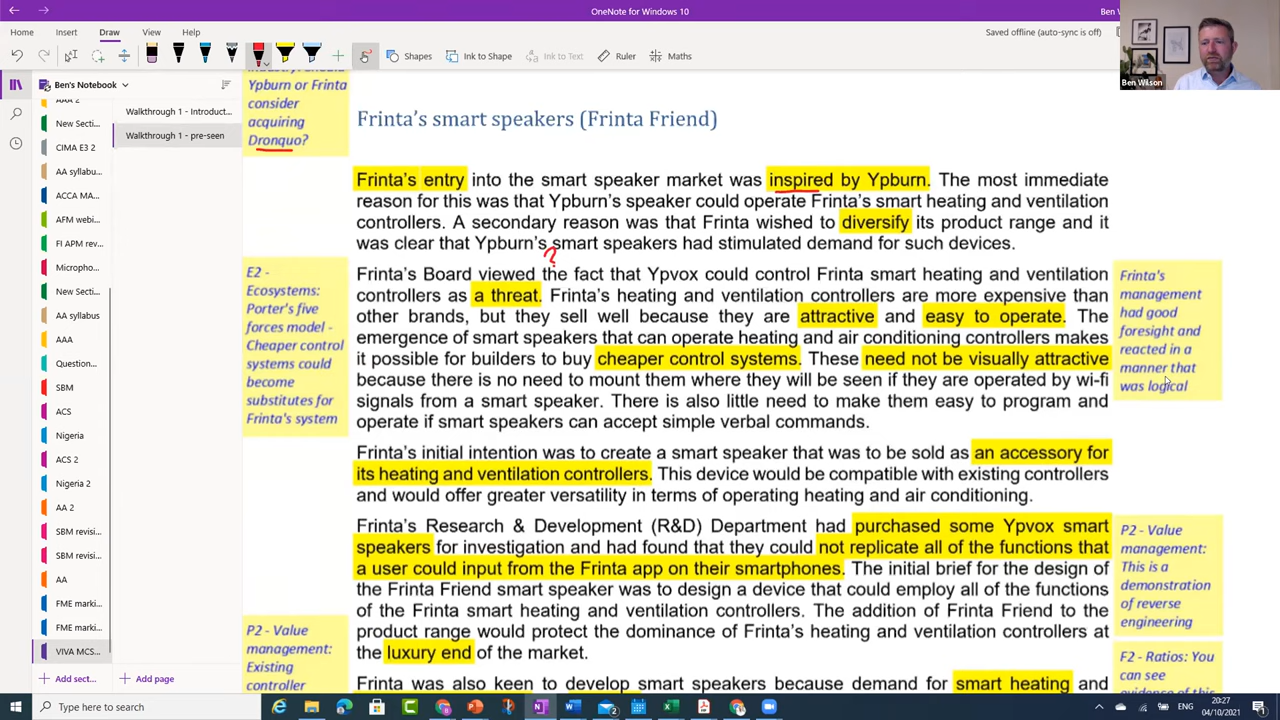 OneNote for Windows 10
Ben W
Home
Insert
Draw
View
Help
Saved offline (auto-sync is off)
Shapes
Ink to Shape
Ink to Text
Ruler
Maths
Ben Wilson
Ben's Notebook
AAA 2
New Secti...
CIMA E3 2
AA syllabu...
ACCA MA...
AFM webi...
FI APM rev...
Micropho...
New Secti...
AA syllabus
AAA
Question...
SBM
ACS
Nigeria
ACS 2
Nigeria 2
AA 2
SBM revisi...
SBM revisi...
AA
FME marki...
FME marki...
VIVA MCS...
Add sect...
Walkthrough 1 - Introduct...
Walkthrough 1 - pre-seen
Add page
Ypburn or Frinta
consider
acquiring
Dronquo?
Frinta's smart speakers (Frinta Friend)
Frinta's entry into the smart speaker market was inspired by Ypburn. The most immediate
reason for this was that Ypburn's speaker could operate Frinta's smart heating and ventilation
controllers. A secondary reason was that Frinta wished to diversify its product range and it
was clear that Ypburn's smart speakers had stimulated demand for such devices.
?
E2 -
Ecosystems:
Porter's five
forces model -
Cheaper control
systems could
become
substitutes for
Frinta's system
Frinta's Board viewed the fact that Ypvox could control Frinta smart heating and ventilation
controllers as a threat. Frinta's heating and ventilation controllers are more expensive than
other brands, but they sell well because they are attractive and easy to operate. The
emergence of smart speakers that can operate heating and air conditioning controllers makes
it possible for builders to buy cheaper control systems. These need not be visually attractive
because there is no need to mount them where they will be seen if they are operated by wi-fi
signals from a smart speaker. There is also little need to make them easy to program and
operate if smart speakers can accept simple verbal commands.
Frinta's
management
had good
foresight and
reacted in a
manner that
was logical
Frinta's initial intention was to create a smart speaker that was to be sold as an accessory for
its heating and ventilation controllers. This device would be compatible with existing controllers
and would offer greater versatility in terms of operating heating and air conditioning.
Frinta's Research & Development (R&D) Department had purchased some Ypvox smart
speakers for investigation and had found that they could not replicate all of the functions that
a user could input from the Frinta app on their smartphones. The initial brief for the design of
the Frinta Friend smart speaker was to design a device that could employ all of the functions
of the Frinta smart heating and ventilation controllers. The addition of Frinta Friend to the
product range would protect the dominance of Frinta's heating and ventilation controllers at
the luxury end of the market.
P2 - Value
management:
This is a
demonstration
of reverse
engineering
P2 - Value
management:
Existing
controller
Frinta was also keen to develop smart speakers because demand for smart heating and
F2 - Ratios: You
can see
Type here to search
20:27
04/10/2021